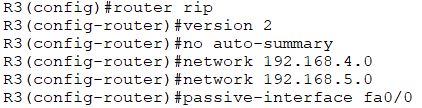 R3(config)#router rip
R3(config-router)#version 2
R3(config-router)#no auto-summary
R3(config-router)#network 192.168.4.0
R3(config-router)#network 192.168.5.0
R3(config-router)#passive-interface fa0/0